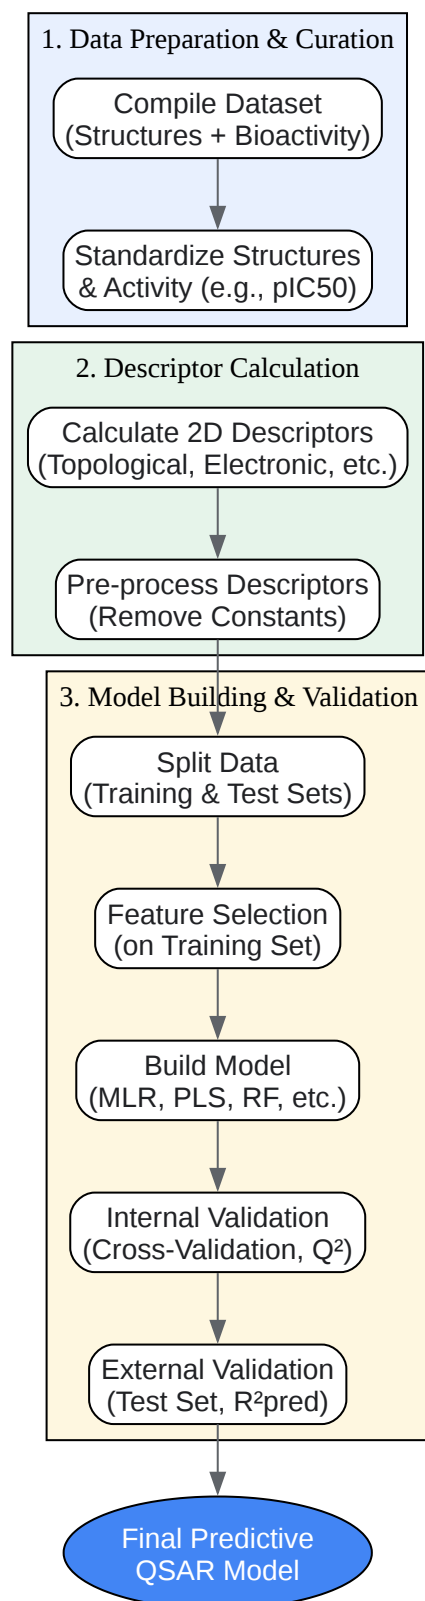 1. Data Preparation & Curation
Compile Dataset
(Structures + Bioactivity)
Standardize Structures
& Activity (e.g., pIC50)
2. Descriptor Calculation
Calculate 2D Descriptors
(Topological, Electronic, etc.)
Pre-process Descriptors
(Remove Constants)
3. Model Building & Validation
Split Data
(Training & Test Sets)
Feature Selection
(on Training Set)
Build Model
(MLR, PLS, RF, etc.)
Internal Validation
(Cross-Validation, Q²)
External Validation
(Test Set, R²pred)
Final Predictive
QSAR Model